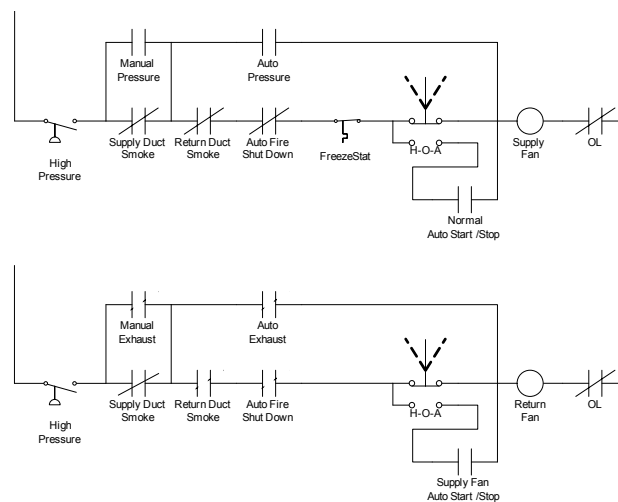 Manual
Pressure
Auto
Pressure
High
Pressure
Supply Duct
Smoke
Return Duct
Smoke
Auto Fire
Shut Down
FreezeStat
H-O-A
Supply
Fan
OL
Normal
Auto Start /Stop
Manual
Exhaust
Auto
Exhaust
High
Pressure
Supply Duct
Smoke
Return Duct
Smoke
Auto Fire
Shut Down
H-O-A
Return
Fan
OL
Supply Fan
Auto Start /Stop